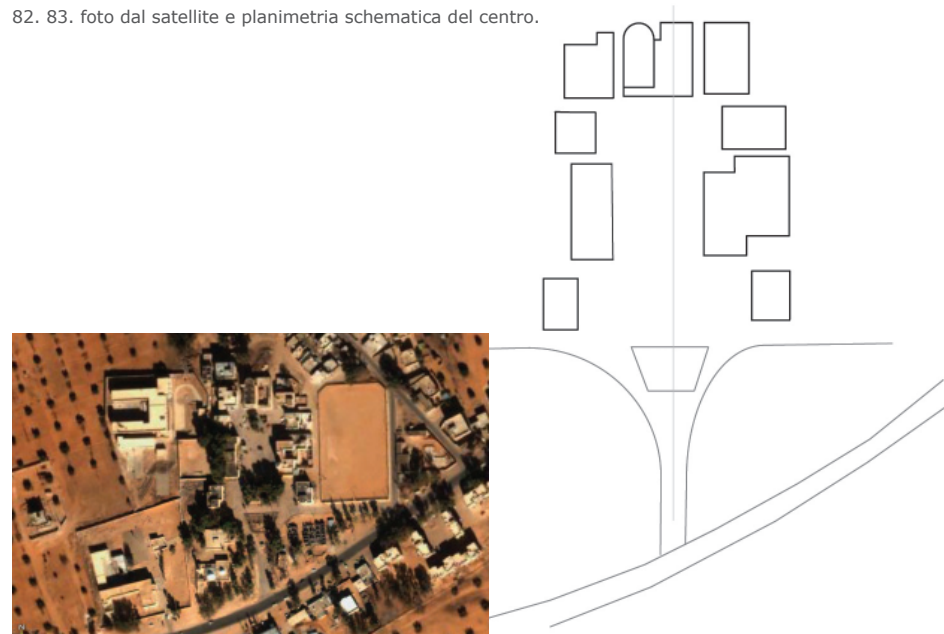 82. 83. foto dal satellite e planimetria schematica del centro.